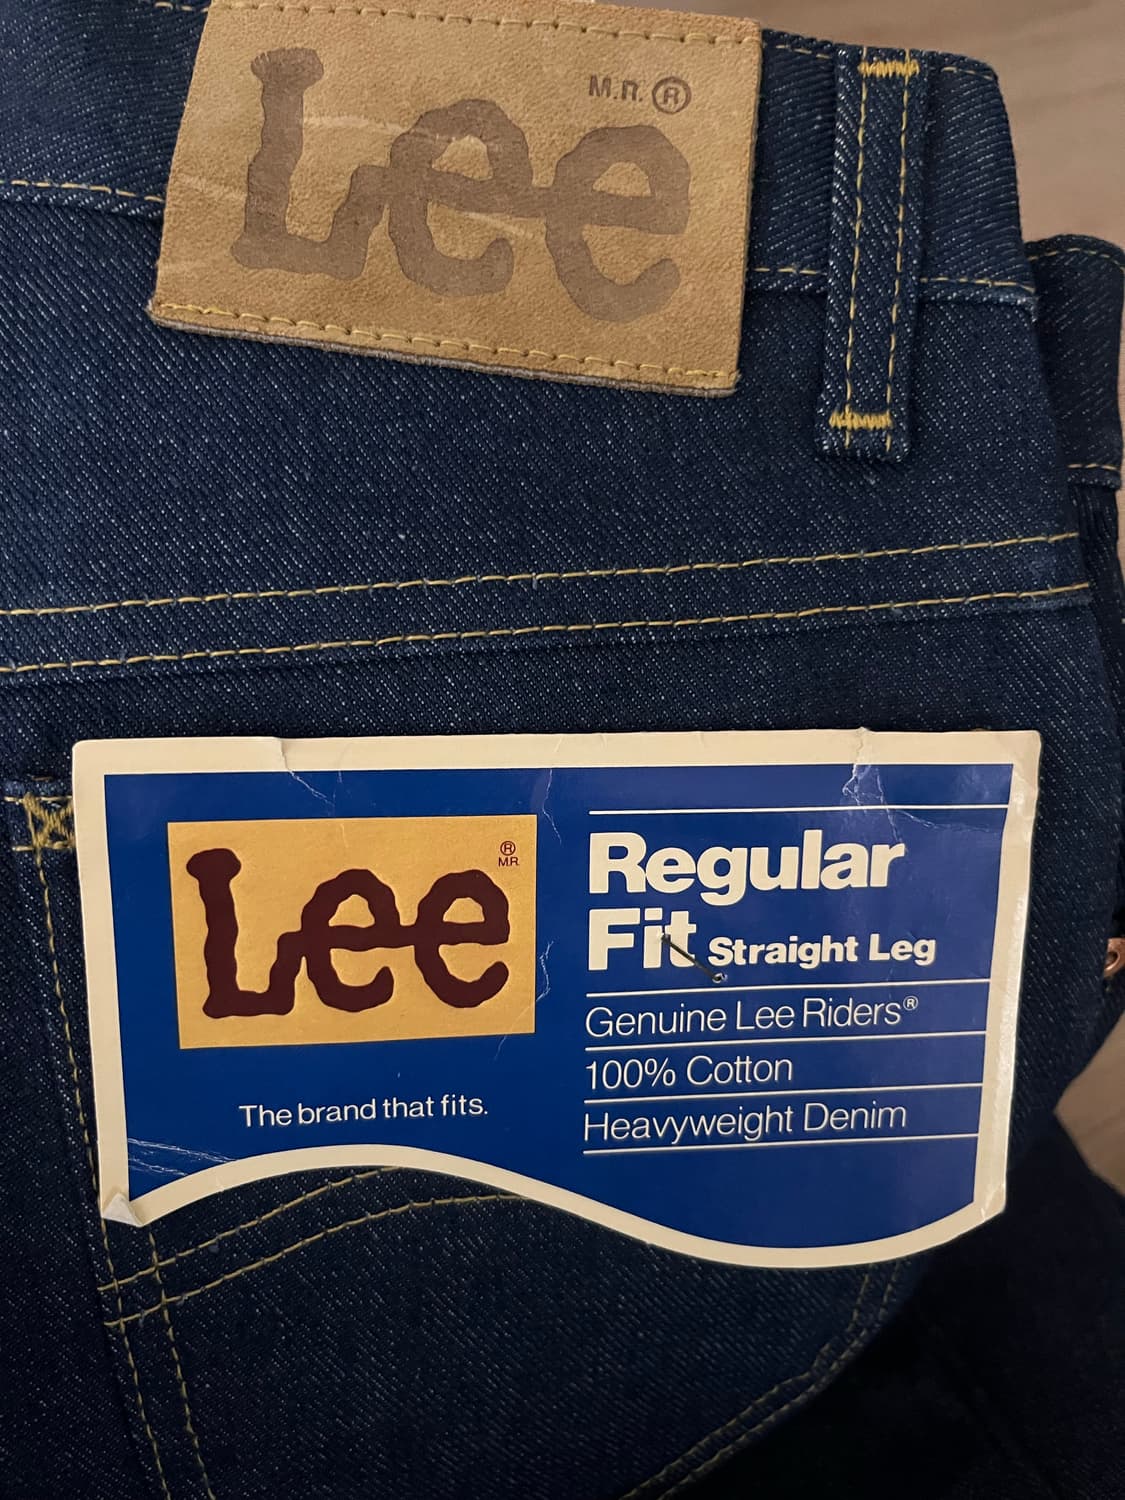 Lee M.R. ®
Lee ® M.R.
The brand that fits.
Regular
Fit Straight Leg
Genuine Lee Riders®
100% Cotton
Heavyweight Denim